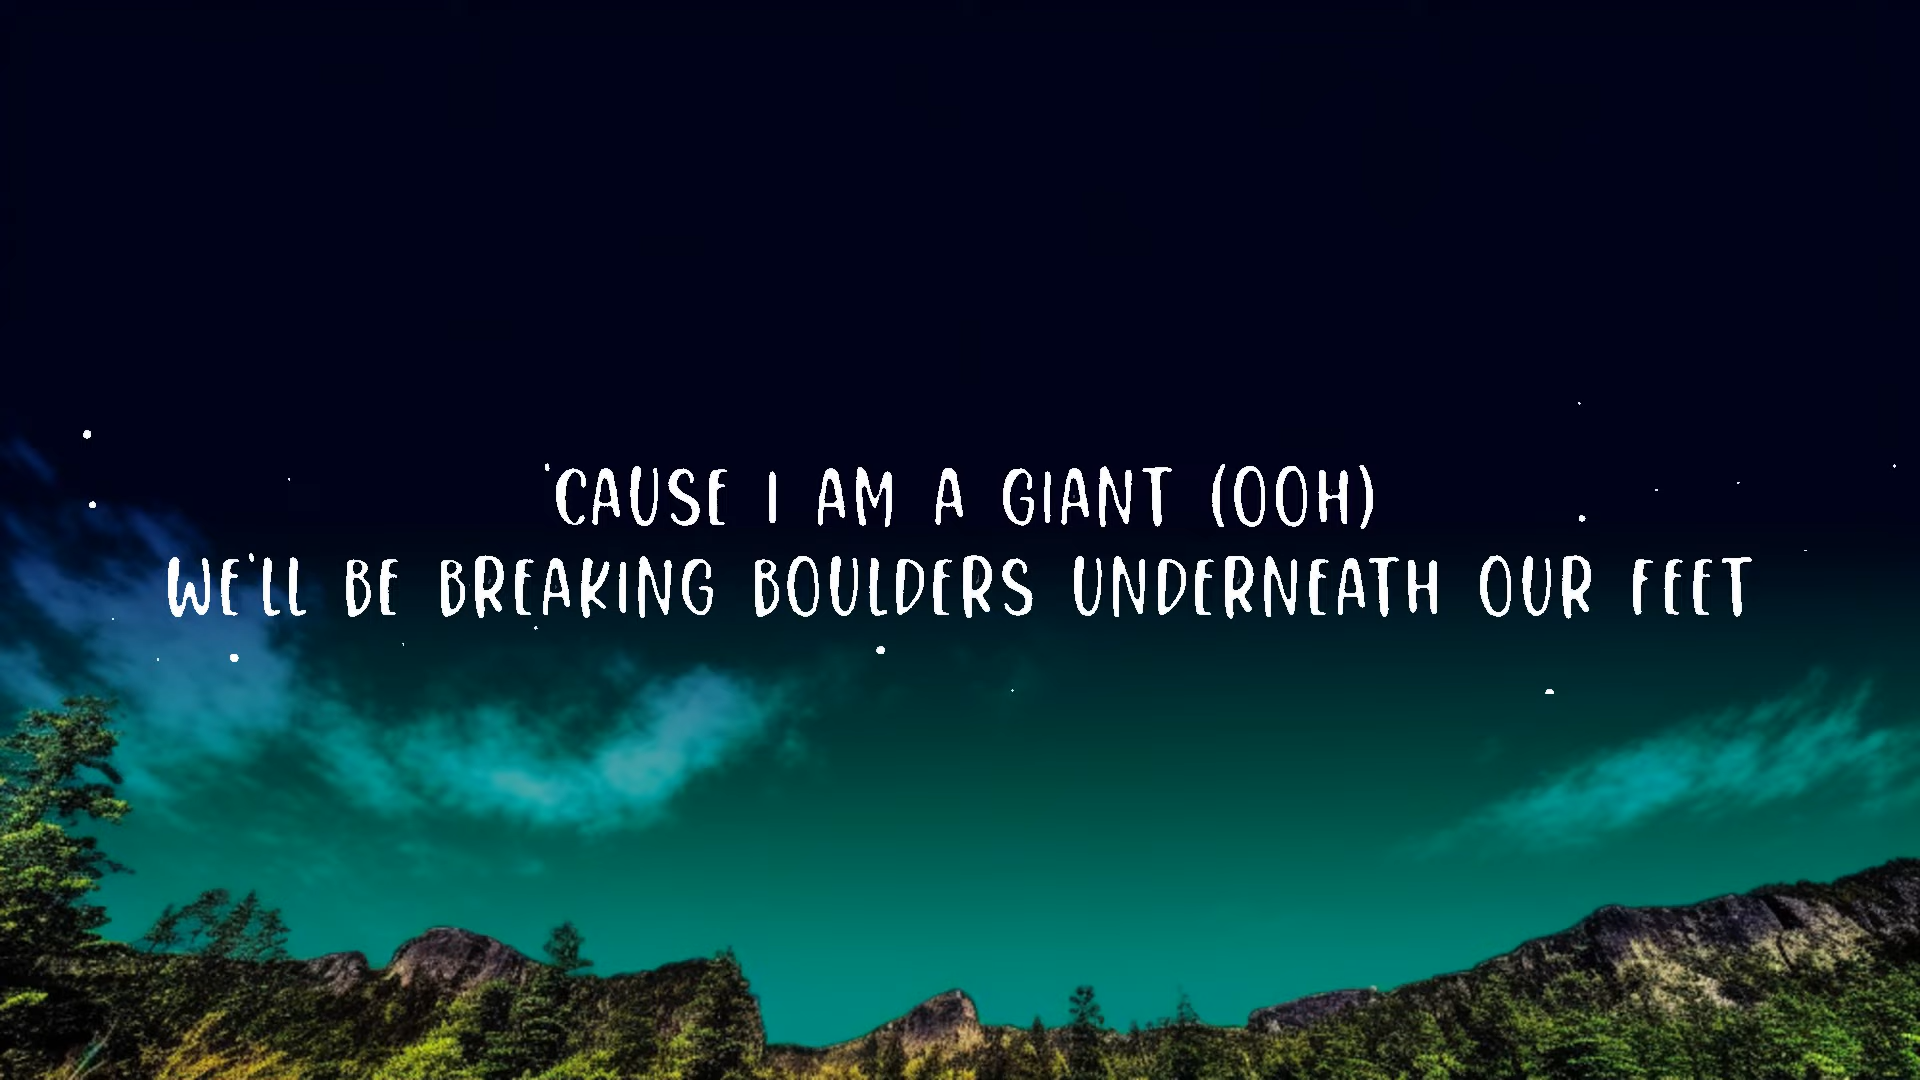 'CAUSE I AM A GIANT (OOH)
WE'LL BE BREAKING BOULDERS UNDERNEATH OUR FEET